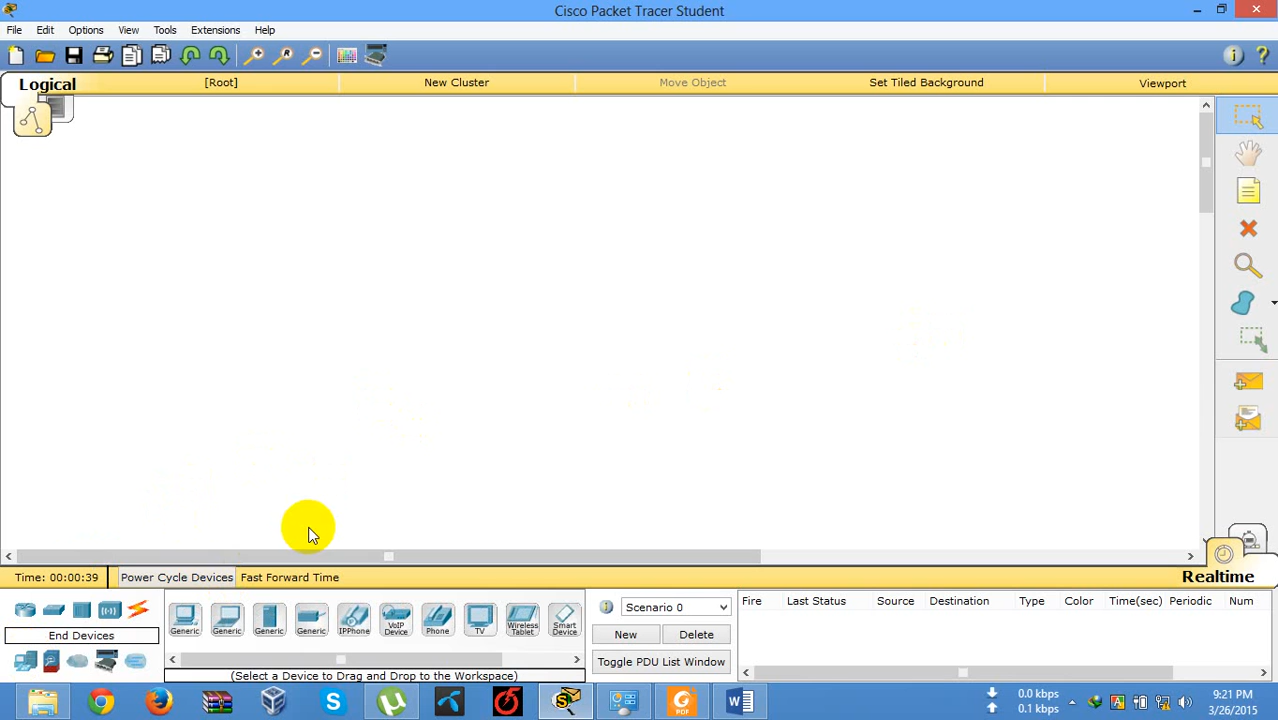 Cisco Packet Tracer Student
File Edit Options View Tools Extensions Help
Logical [Root] New Cluster Move Object Set Tiled Background Viewport
Time: 00:00:39 Power Cycle Devices Fast Forward Time Realtime
End Devices
Generic Generic Generic Generic IPPhone VoIP Device Phone TV Wireless Tablet Smart Device
(Select a Device to Drag and Drop to the Workspace)
Scenario 0
New Delete
Toggle PDU List Window
Fire Last Status Source Destination Type Color Time(sec) Periodic Num
0.0 kbps
0.1 kbps
9:21 PM
3/26/2015